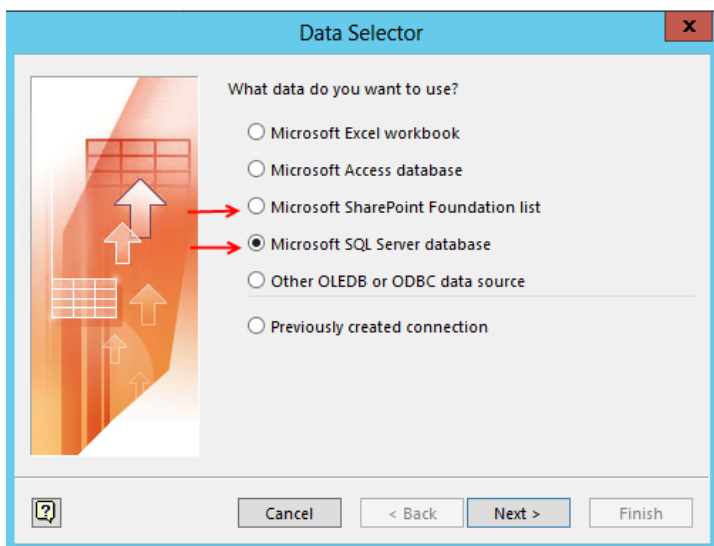 Data Selector
x
What data do you want to use?
Microsoft Excel workbook
Microsoft Access database
Microsoft SharePoint Foundation list
Microsoft SQL Server database
Other OLEDB or ODBC data source
Previously created connection
?
Cancel
< Back
Next >
Finish